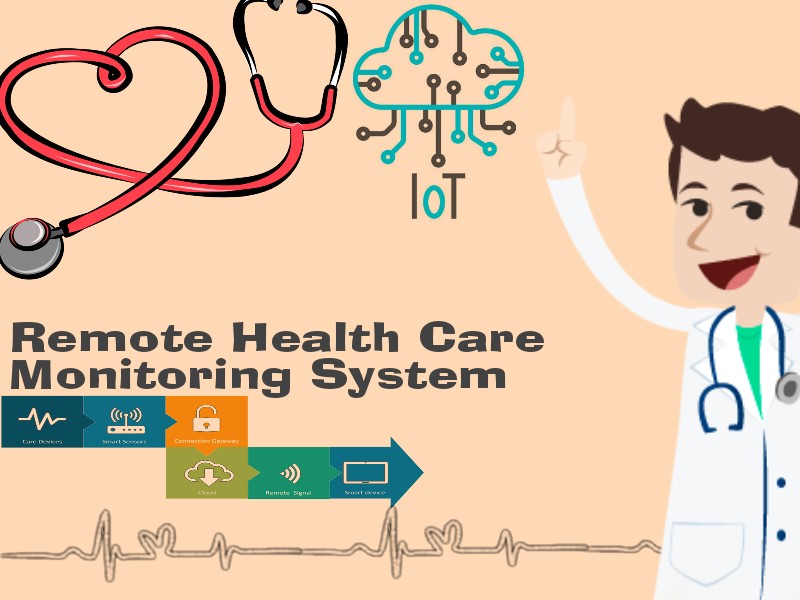 IoT
Remote Health Care
Monitoring System
Care Devices
Smart Sensors
Connection Gateway
Cloud
Remote Signal
Smart device